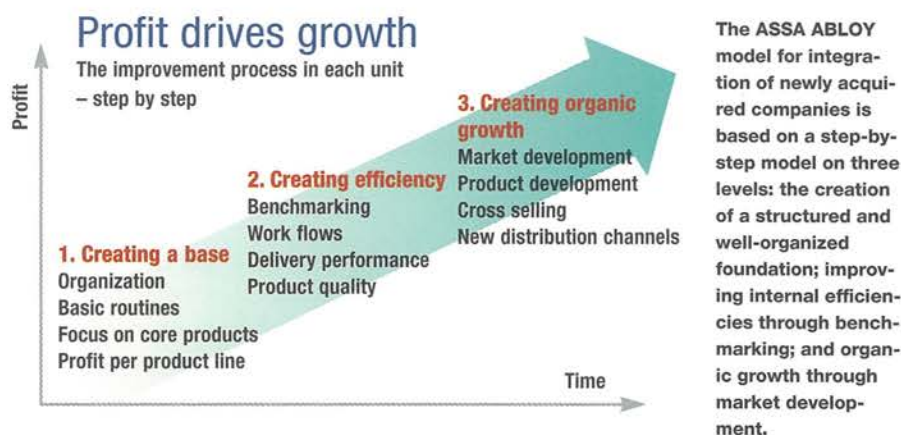 Profit drives growth
The improvement process in each unit
– step by step
Profit
1. Creating a base
Organization
Basic routines
Focus on core products
Profit per product line
2. Creating efficiency
Benchmarking
Work flows
Delivery performance
Product quality
3. Creating organic
growth
Market development
Product development
Cross selling
New distribution channels
Time
The ASSA ABLOY
model for integra-
tion of newly acqui-
red companies is
based on a step-by-
step model on three
levels: the creation
of a structured and
well-organized
foundation; improv-
ing internal efficien-
cies through bench-
marking; and organ-
ic growth through
market develop-
ment.